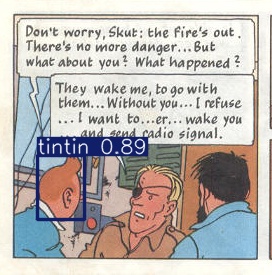 Don't worry, Skut: the fire's out.
There's no more danger...But
what about you? What happened?
They wake me, to go with
them...Without you...I refuse
...I want to...er...wake you
...and send radio signal.
tintin 0.89